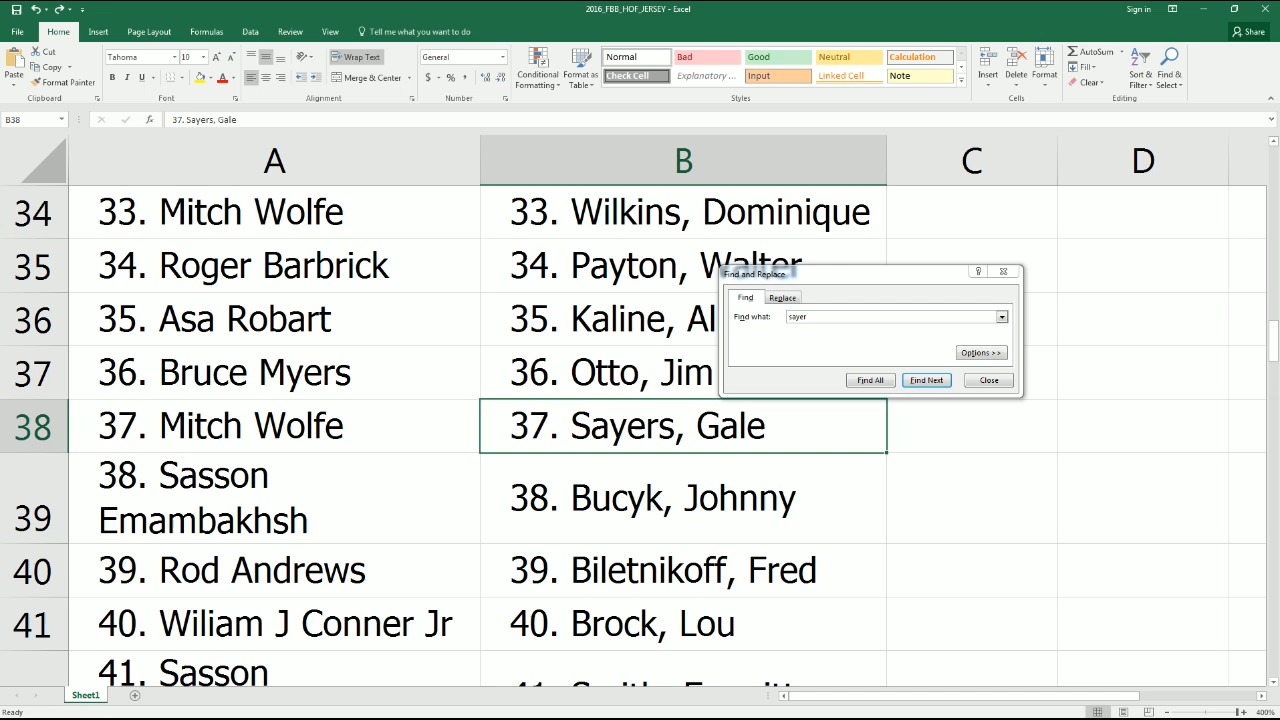 2016_FBB_HOF_JERSEY - Excel
Sign in
File Home Insert Page Layout Formulas Data Review View Tell me what you want to do Share
Paste
Cut
Copy
Format Painter
Clipboard
Tahoma 10
B I U
Font
Wrap Text
Merge & Center
Alignment
General
$ % ,
Number
Conditional Formatting
Format as Table
Normal Bad Good Neutral Calculation
Check Cell Explanatory ... Input Linked Cell Note
Styles
Insert Delete Format
Cells
AutoSum
Fill
Clear
Sort & Filter
Find & Select
Editing
B38 fx 37. Sayers, Gale
A B C D
34 33. Mitch Wolfe 33. Wilkins, Dominique
35 34. Roger Barbrick 34. Payton, Walter
36 35. Asa Robart 35. Kaline, Al
37 36. Bruce Myers 36. Otto, Jim
38 37. Mitch Wolfe 37. Sayers, Gale
39 38. Sasson Emambakhsh 38. Bucyk, Johnny
40 39. Rod Andrews 39. Biletnikoff, Fred
41 40. Wiliam J Conner Jr 40. Brock, Lou
41. Sasson
Find and Replace
Find Replace
Find what: sayer
Options >>
Find All Find Next Close
Sheet1
Ready
400%